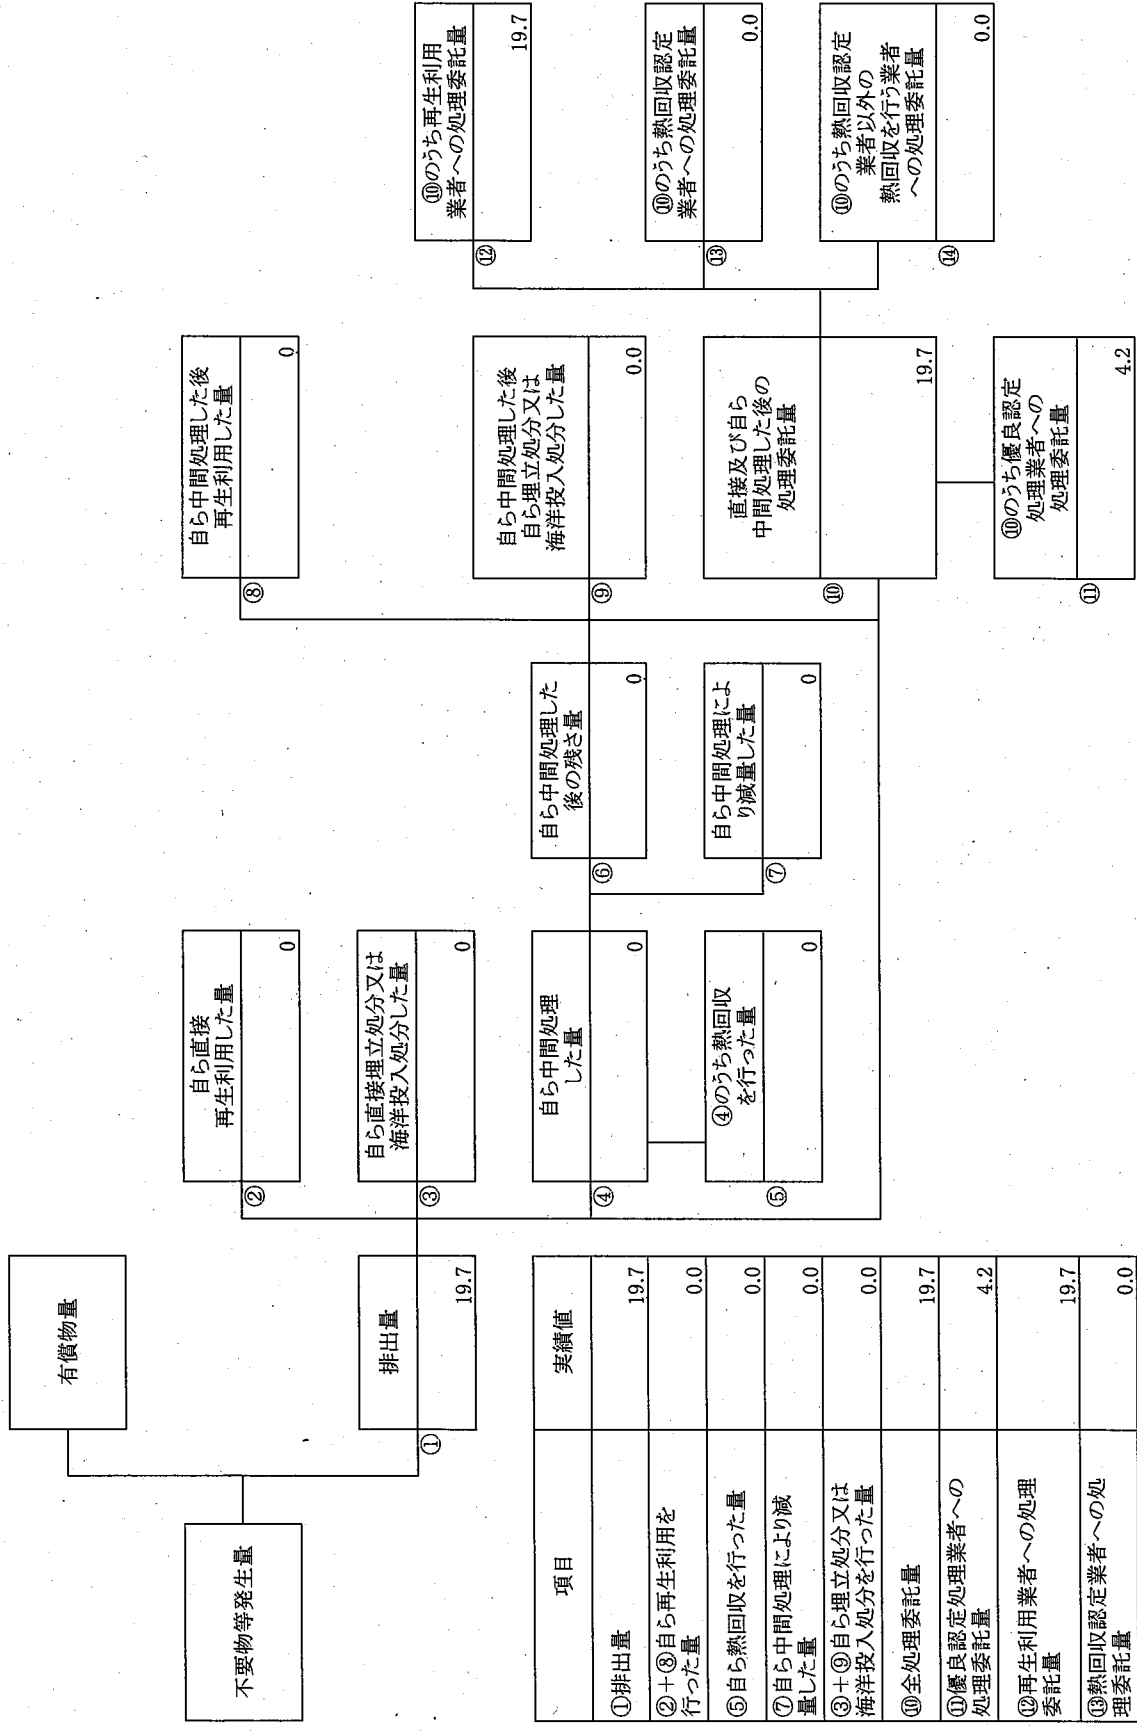 不要物等発生量
有償物量
①
排出量
19.7
②
自ら直接
再生利用した量
0
③
自ら直接埋立処分又は
海洋投入処分した量
0
④
自ら中間処理
した量
0
⑤
④のうち熱回収
を行った量
0
⑥
自ら中間処理した
後の残さ量
0
⑦
自ら中間処理によ
り減量した量
0
⑧
自ら中間処理した後
再生利用した量
0
⑨
自ら中間処理した後
自ら埋立処分又は
海洋投入処分した量
0.0
⑩
直接及び自ら
中間処理した後の
処理委託量
19.7
⑪
⑩のうち優良認定
処理業者への
処理委託量
4.2
⑫
⑩のうち再生利用
業者への処理委託量
19.7
⑬
⑩のうち熱回収認定
業者への処理委託量
0.0
⑭
⑩のうち熱回収認定
業者以外の
熱回収を行う業者
への処理委託量
0.0
項目 実績値
①排出量 19.7
②+⑧自ら再生利用を
行った量 0.0
⑤自ら熱回収を行った量 0.0
⑦自ら中間処理により減
量した量 0.0
③+⑨自ら埋立処分又は
海洋投入処分を行った量 0.0
⑩全処理委託量 19.7
⑪優良認定処理業者への
処理委託量 4.2
⑫再生利用業者への処理
委託量 19.7
⑬熱回収認定業者への処
理委託量 0.0